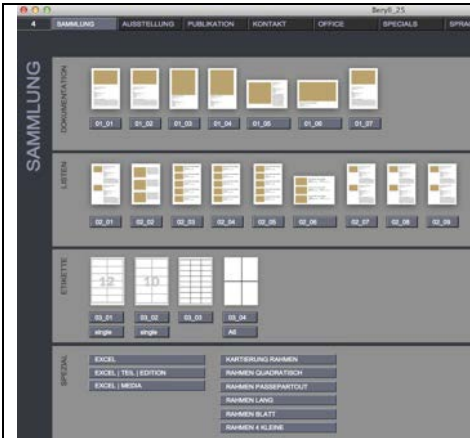 Beryll_25
4 SAMMLUNG AUSSTELLUNG PUBLIKATION KONTAKT OFFICE SPECIALS SPRA
SAMMLUNG
DOKUMENTATION
01_01 01_02 01_03 01_04 01_05 01_06 01_07
LISTEN
02_01 02_02 02_03 02_04 02_05 02_06 02_07 02_08 02_09
ETIKETTE
12 10
03_01 03_02 03_03 03_04
single single A6
SPEZIAL
EXCEL KARTIERUNG RAHMEN
EXCEL | TEIL | EDITION RAHMEN QUADRATISCH
EXCEL | MEDIA RAHMEN PASSEPARTOUT
RAHMEN LANG
RAHMEN BLATT
RAHMEN 4 KLEINE